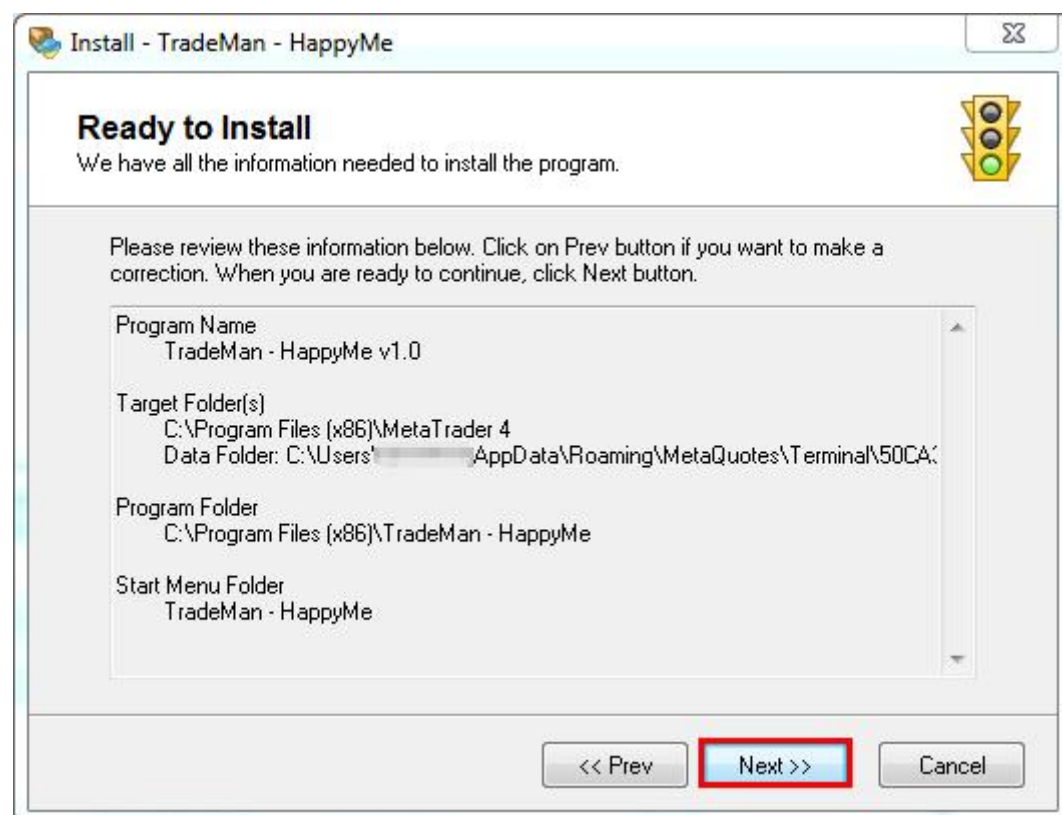 Install - TradeMan - HappyMe
Ready to Install
We have all the information needed to install the program.
Please review these information below. Click on Prev button if you want to make a
correction. When you are ready to continue, click Next button.
Program Name
TradeMan - HappyMe v1.0
Target Folder(s)
C:\Program Files (x86)\MetaTrader 4
Data Folder: C:\Users\ AppData\Roaming\MetaQuotes\Terminal\50CA
Program Folder
C:\Program Files (x86)\TradeMan - HappyMe
Start Menu Folder
TradeMan - HappyMe
<< Prev
Next >>
Cancel